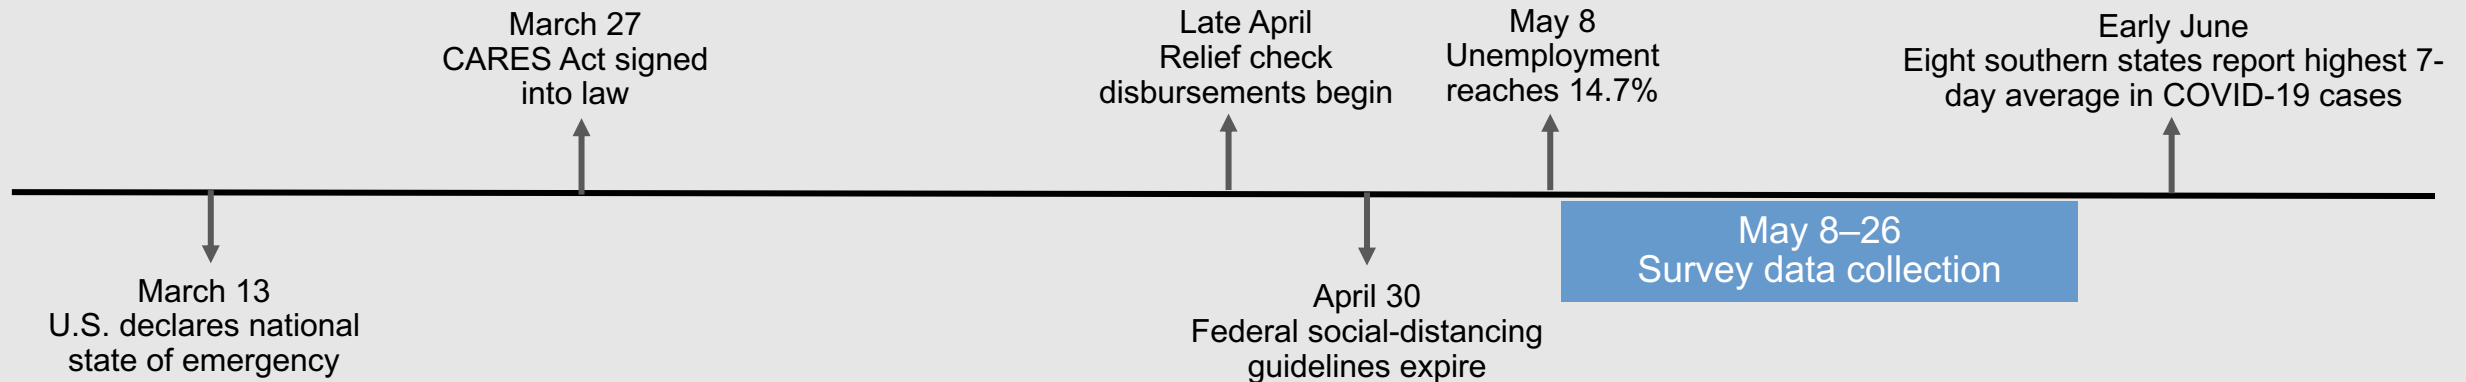 March 27
CARES Act signed
into law
Late April
Relief check
disbursements begin
May 8
Unemployment
reaches 14.7%
Early June
Eight southern states report highest 7-
day average in COVID-19 cases
March 13
U.S. declares national
state of emergency
April 30
Federal social-distancing
guidelines expire
May 8–26
Survey data collection